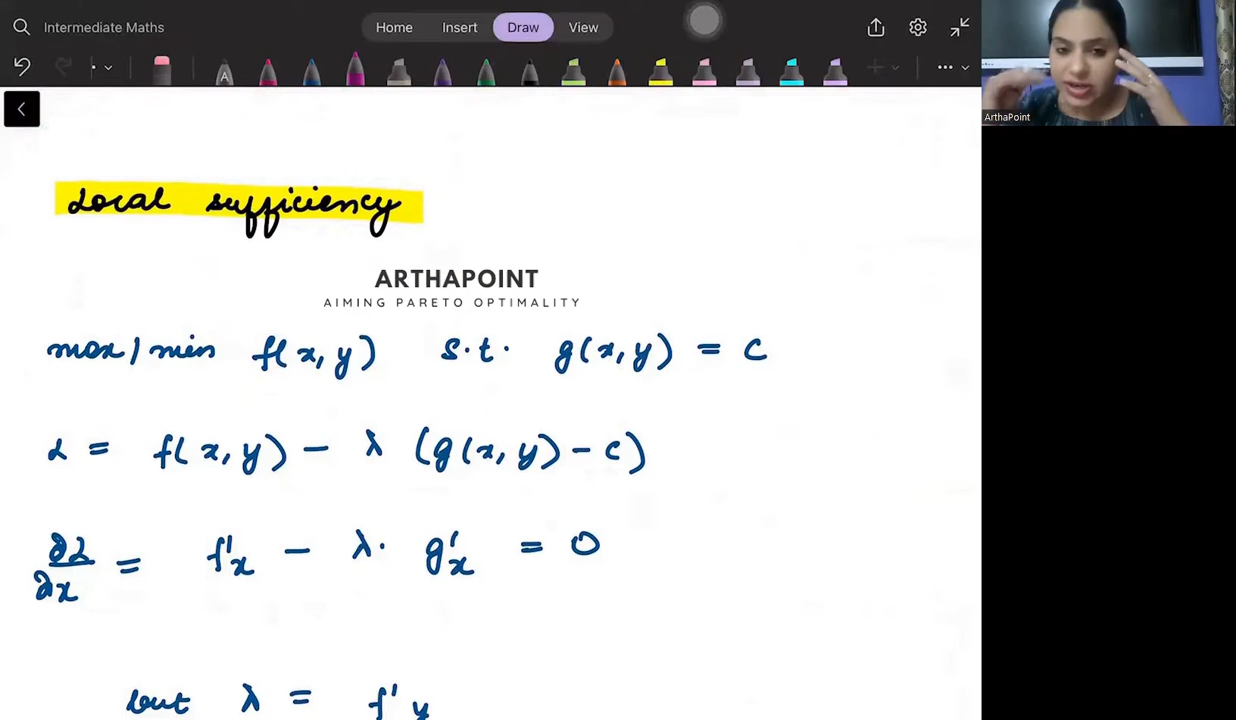 Intermediate Maths
Home Insert Draw View
A
ArthaPoint
Local sufficiency
ARTHAPOINT
AIMING PARETO OPTIMALITY
max/min f(x,y) s.t. g(x,y) = c
L = f(x,y) - λ (g(x,y) - c)
∂L/∂x = f'x - λ. g'x = 0
but λ = f'y